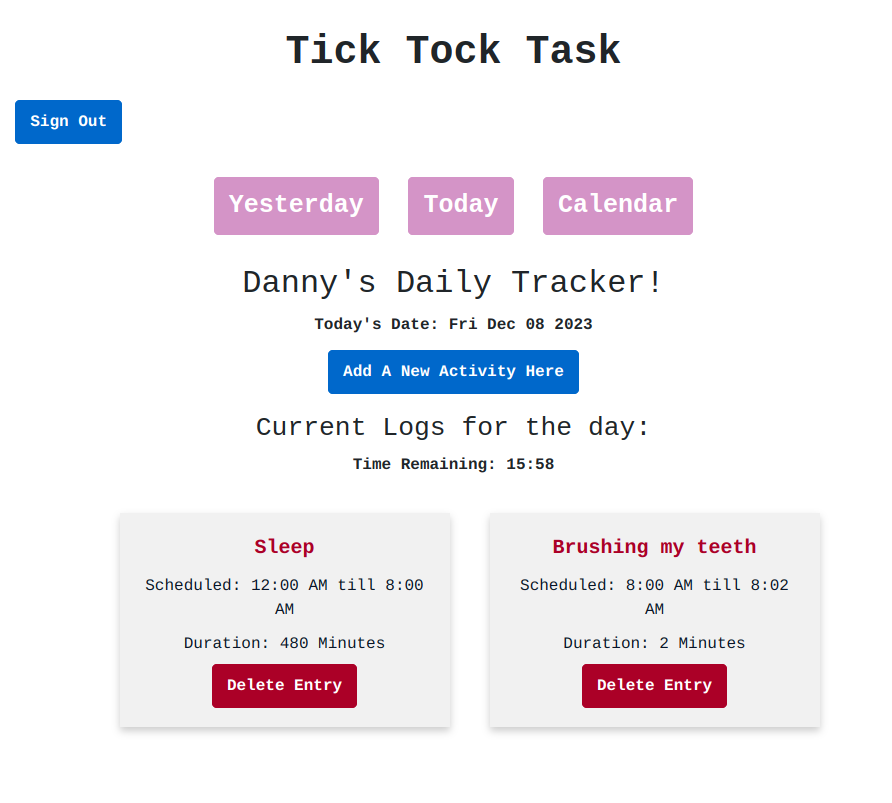 Tick Tock Task
Sign Out
Yesterday Today Calendar
Danny's Daily Tracker!
Today's Date: Fri Dec 08 2023
Add A New Activity Here
Current Logs for the day:
Time Remaining: 15:58
Sleep
Scheduled: 12:00 AM till 8:00
AM
Duration: 480 Minutes
Delete Entry
Brushing my teeth
Scheduled: 8:00 AM till 8:02
AM
Duration: 2 Minutes
Delete Entry